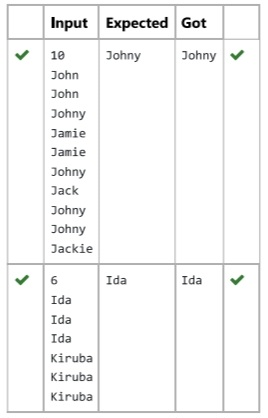 Input Expected Got
10 Johny Johny
John
John
Johny
Jamie
Jamie
Johny
Jack
Johny
Johny
Jackie
6 Ida Ida
Ida
Ida
Ida
Kiruba
Kiruba
Kiruba